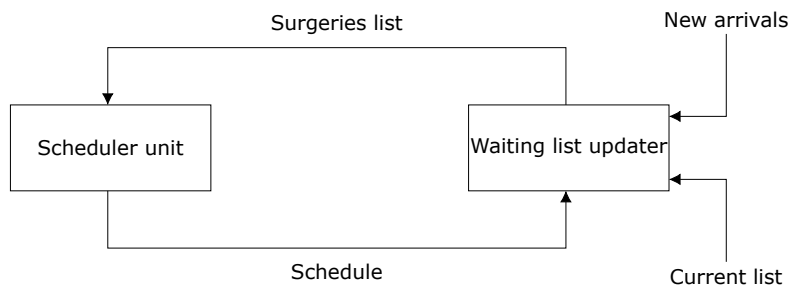 Surgeries list
New arrivals
Scheduler unit
Waiting list updater
Schedule
Current list